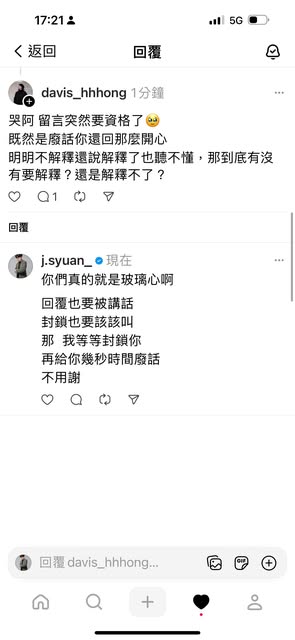 17:21
5G
返回
回覆
davis_hhhong 1分鐘
哭阿 留言突然要資格了🥹
既然是廢話你還回那麼開心
明明不解釋還說解釋了也聽不懂，那到底有沒
有要解釋？還是解釋不了？
1
回覆
j.syuan_ 現在
你們真的就是玻璃心啊
回覆也要被講話
封鎖也要該該叫
那 我等等封鎖你
再給你幾秒時間廢話
不用謝
回覆 davis_hhhong...
GIF